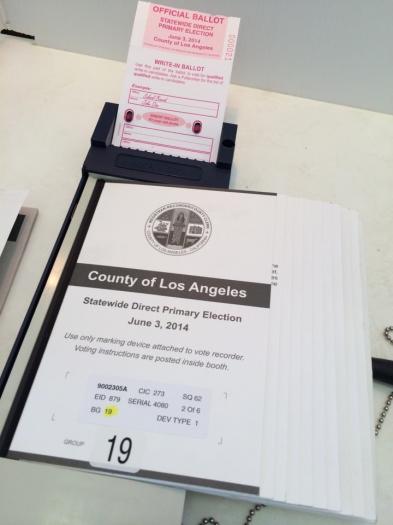 OFFICIAL BALLOT
STATEWIDE DIRECT
PRIMARY ELECTION
June 3, 2014
County of Los Angeles
000021
WRITE-IN BALLOT
Example:
County of Los Angeles
Statewide Direct Primary Election
June 3, 2014
Use only marking device attached to vote recorder.
Voting instructions are posted inside booth.
9002305A CIC 273 SQ 62
EID 879 SERIAL 4060 2 Of 6
BG 19 DEV TYPE 1
GROUP 19